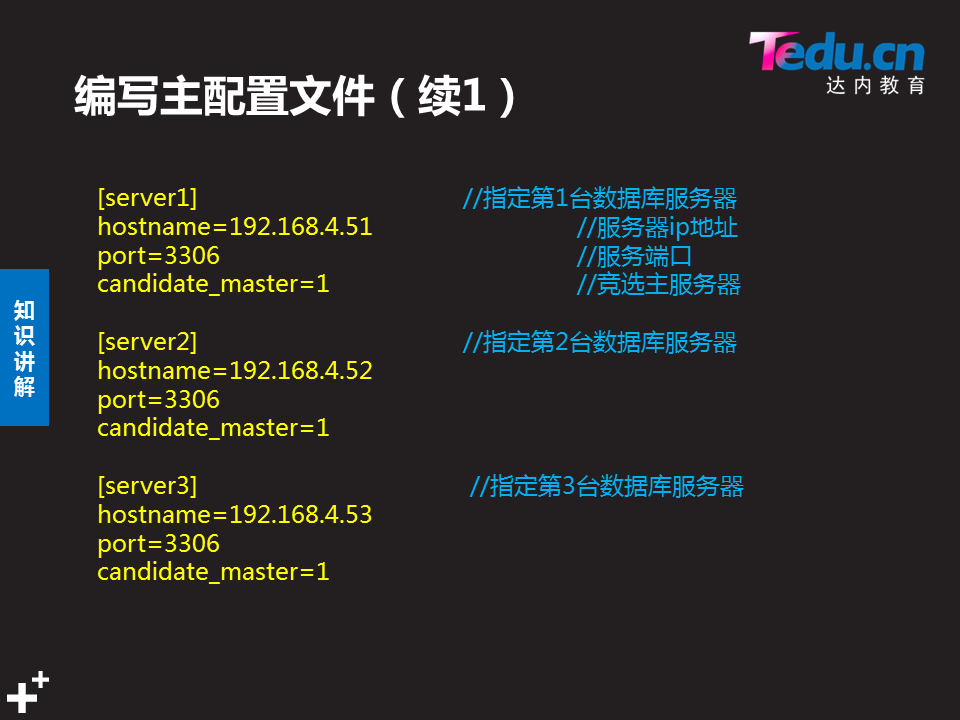 Tedu.cn
达内教育
编写主配置文件（续1）
[server1] //指定第1台数据库服务器
hostname=192.168.4.51 //服务器ip地址
port=3306 //服务端口
candidate_master=1 //竞选主服务器
[server2] //指定第2台数据库服务器
hostname=192.168.4.52
port=3306
candidate_master=1
[server3] //指定第3台数据库服务器
hostname=192.168.4.53
port=3306
candidate_master=1
知识讲解